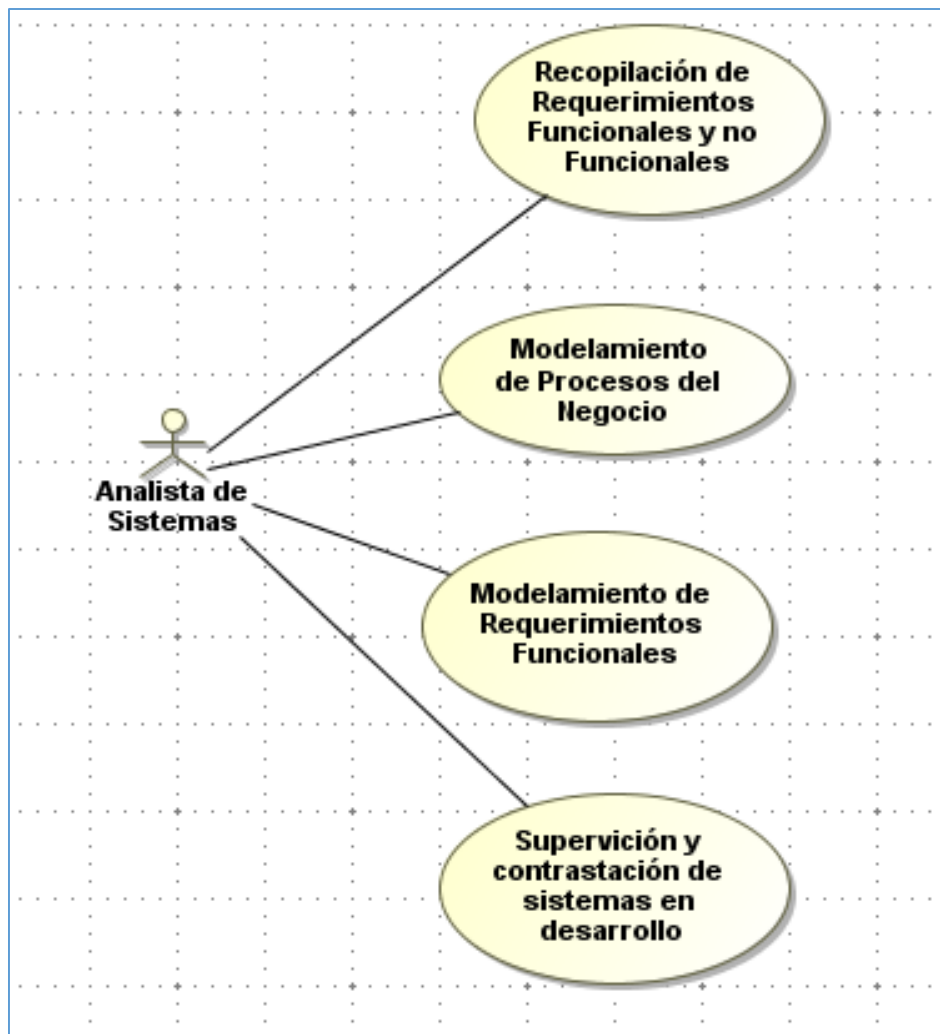 Recopilación de
Requerimientos
Funcionales y no
Funcionales
Modelamiento
de Procesos del
Negocio
Analista de
Sistemas
Modelamiento de
Requerimientos
Funcionales
Supervición y
contrastación de
sistemas en
desarrollo